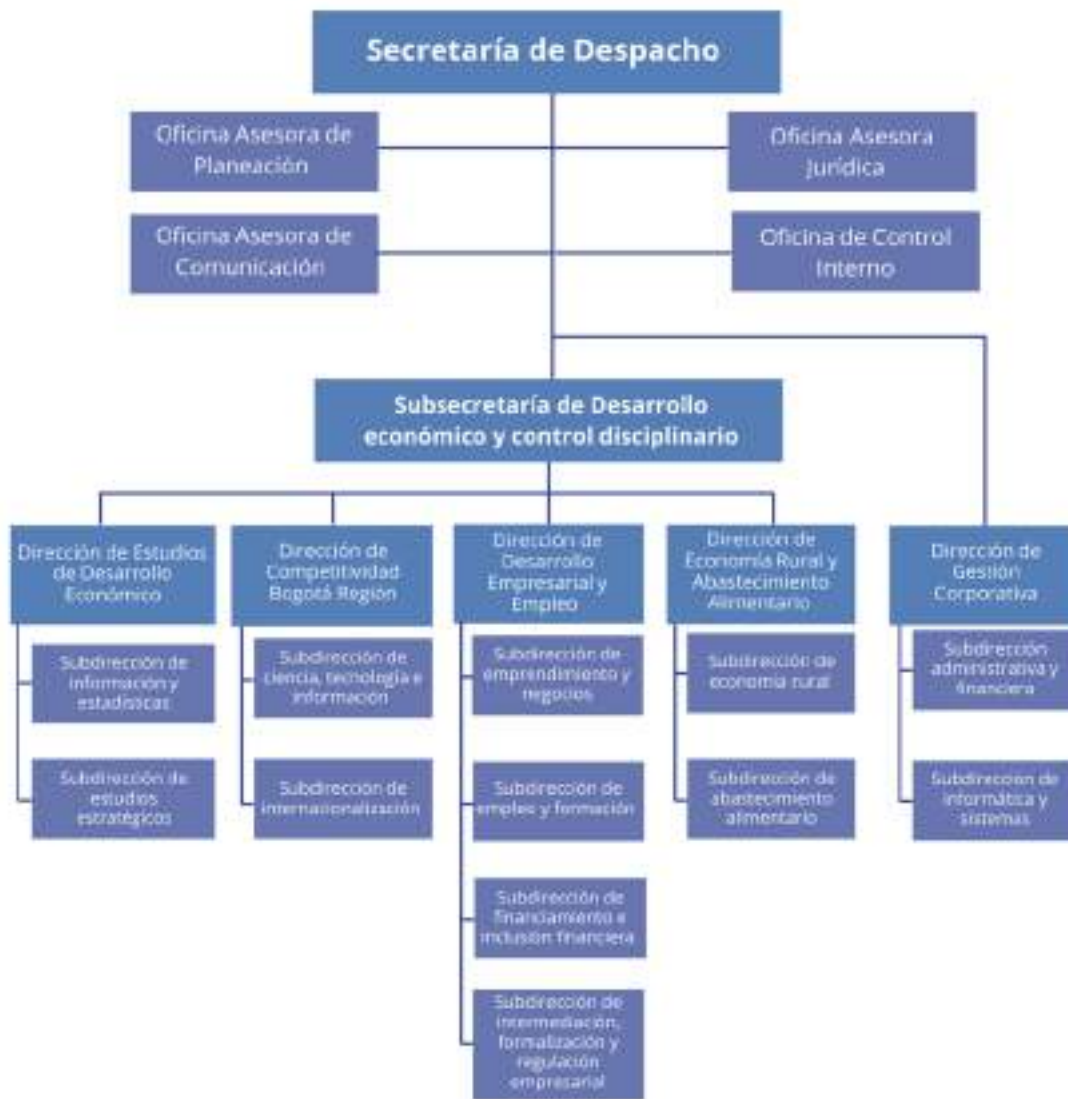 Secretaría de Despacho
Oficina Asesora de
Planeación
Oficina Asesora
Jurídica
Oficina Asesora de
Comunicación
Oficina de Control
Interno
Subsecretaría de Desarrollo
económico y control disciplinario
Dirección de Estudios
de Desarrollo
Económico
Dirección de
Competitividad
Bogotá Región
Dirección de
Desarrollo
Empresarial y
Empleo
Dirección de
Economía Rural y
Abastecimiento
Alimentario
Dirección de
Gestión
Corporativa
Subdirección de
información y
estadísticas
Subdirección de
ciencia, tecnología e
información
Subdirección de
emprendimiento y
negocios
Subdirección de
economía rural
Subdirección
administrativa y
financiera
Subdirección de
estudios
estratégicos
Subdirección de
internacionalización
Subdirección de
empleo y formación
Subdirección de
abastecimiento
alimentario
Subdirección de
informática y
sistemas
Subdirección de
financiamiento e
inclusión financiera
Subdirección de
intermediación,
formalización y
regulación
empresarial